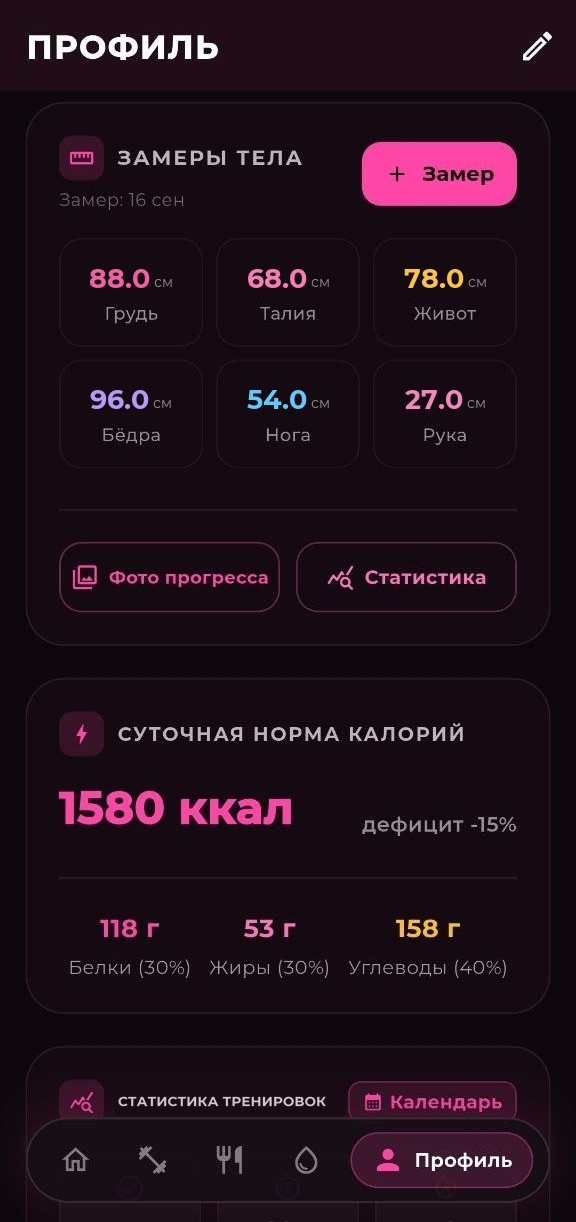 ПРОФИЛЬ
ЗАМЕРЫ ТЕЛА
+ Замер
Замер: 16 сен
88.0 см 68.0 см 78.0 см
Грудь Талия Живот
96.0 см 54.0 см 27.0 см
Бёдра Нога Рука
Фото прогресса Статистика
СУТОЧНАЯ НОРМА КАЛОРИЙ
1580 ккал
дефицит -15%
118 г 53 г 158 г
Белки (30%) Жиры (30%) Углеводы (40%)
СТАТИСТИКА ТРЕНИРОВОК Календарь
Профиль